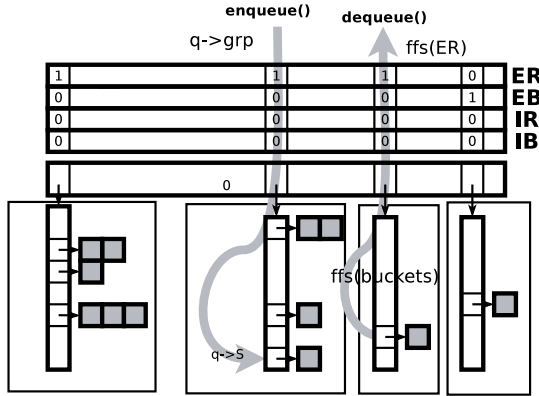 enqueue()
dequeue()
q->grp
ffs(ER)
1 1 1 0 ER
0 0 0 1 EB
0 0 0 0 IR
0 0 0 0 IB
0
ffs(buckets)
q->S